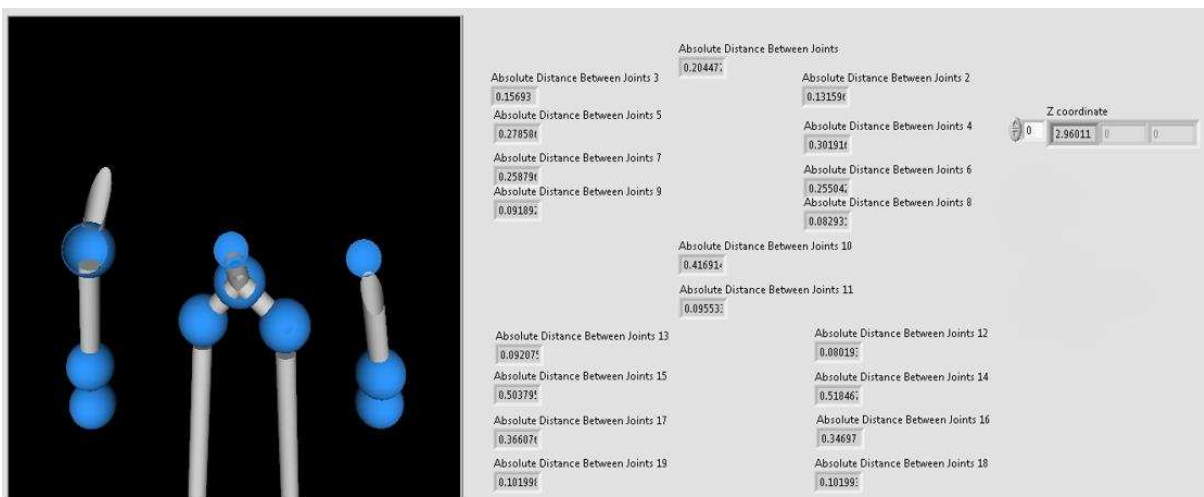 Absolute Distance Between Joints
0.20447
Absolute Distance Between Joints 3
Absolute Distance Between Joints 2
0.15693
0.13159
Z coordinate
Absolute Distance Between Joints 5
Absolute Distance Between Joints 4
0 2.96011 0 0
0.27858
0.30191
Absolute Distance Between Joints 7
Absolute Distance Between Joints 6
0.25879
0.25504
Absolute Distance Between Joints 9
Absolute Distance Between Joints 8
0.09189
0.08293
Absolute Distance Between Joints 10
0.41691
Absolute Distance Between Joints 11
0.09553
Absolute Distance Between Joints 13
Absolute Distance Between Joints 12
0.09207
0.08019
Absolute Distance Between Joints 15
Absolute Distance Between Joints 14
0.50379
0.51846
Absolute Distance Between Joints 17
Absolute Distance Between Joints 16
0.36607
0.34697
Absolute Distance Between Joints 19
Absolute Distance Between Joints 18
0.10199
0.10199